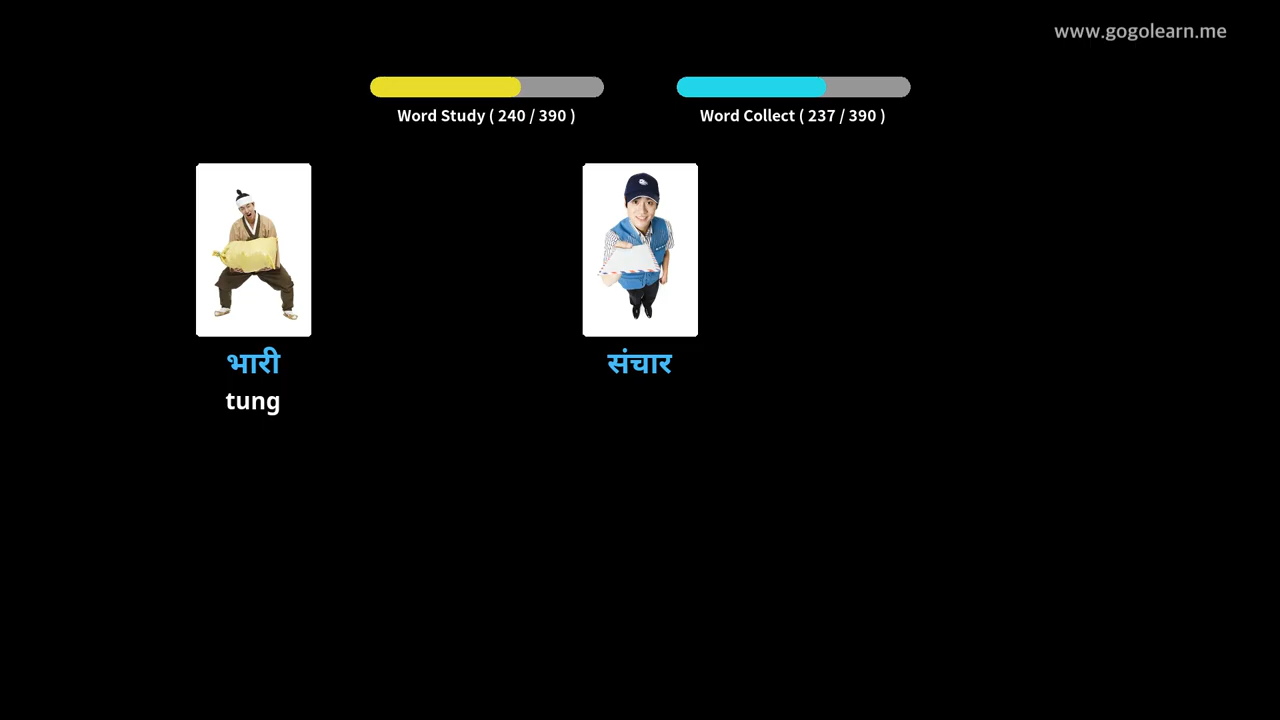 www.gogolearn.me
Word Study ( 240 / 390 )
Word Collect ( 237 / 390 )
भारी
संचार
tung